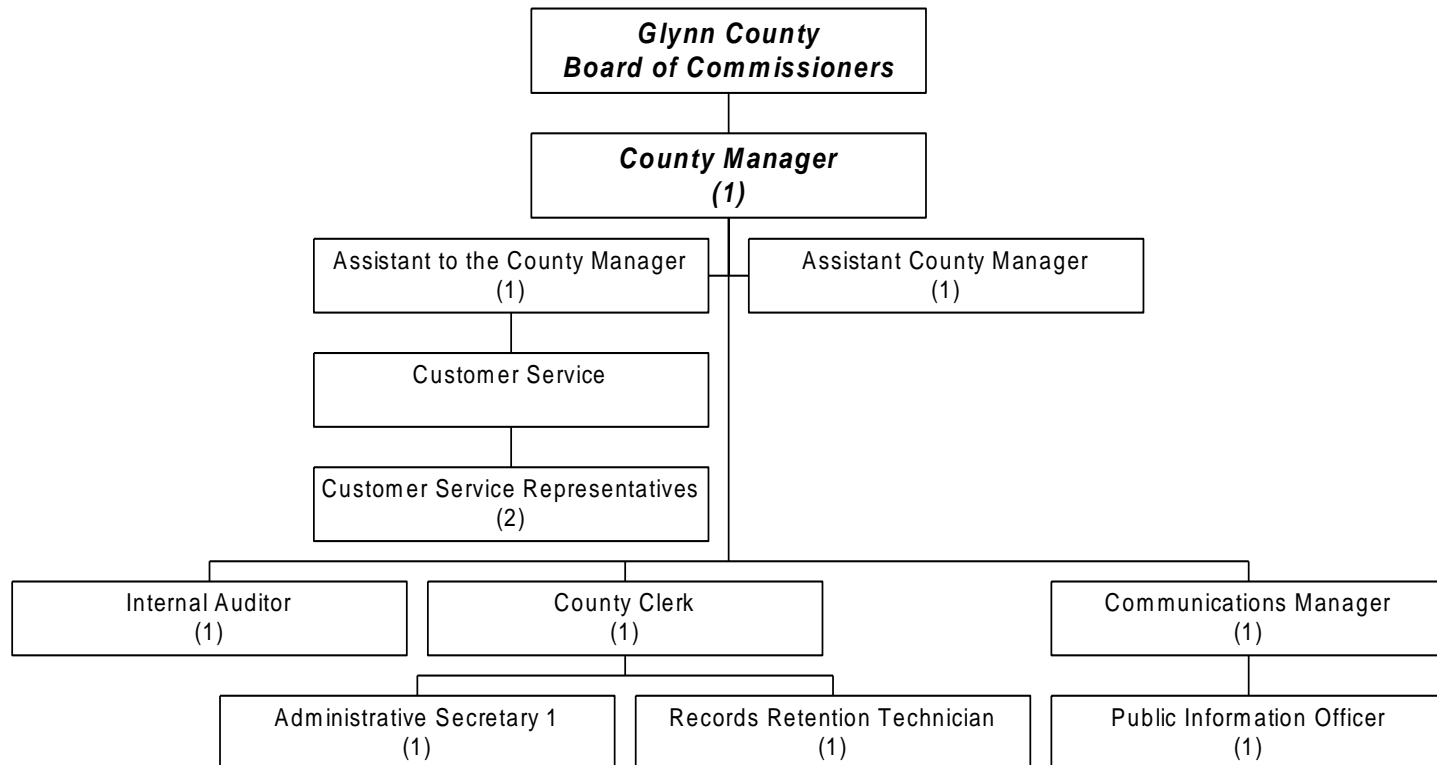 Glynn County
Board of Commissioners
County Manager
(1)
Assistant to the County Manager
(1)
Assistant County Manager
(1)
Customer Service
Customer Service Representatives
(2)
Internal Auditor
(1)
County Clerk
(1)
Communications Manager
(1)
Administrative Secretary 1
(1)
Records Retention Technician
(1)
Public Information Officer
(1)